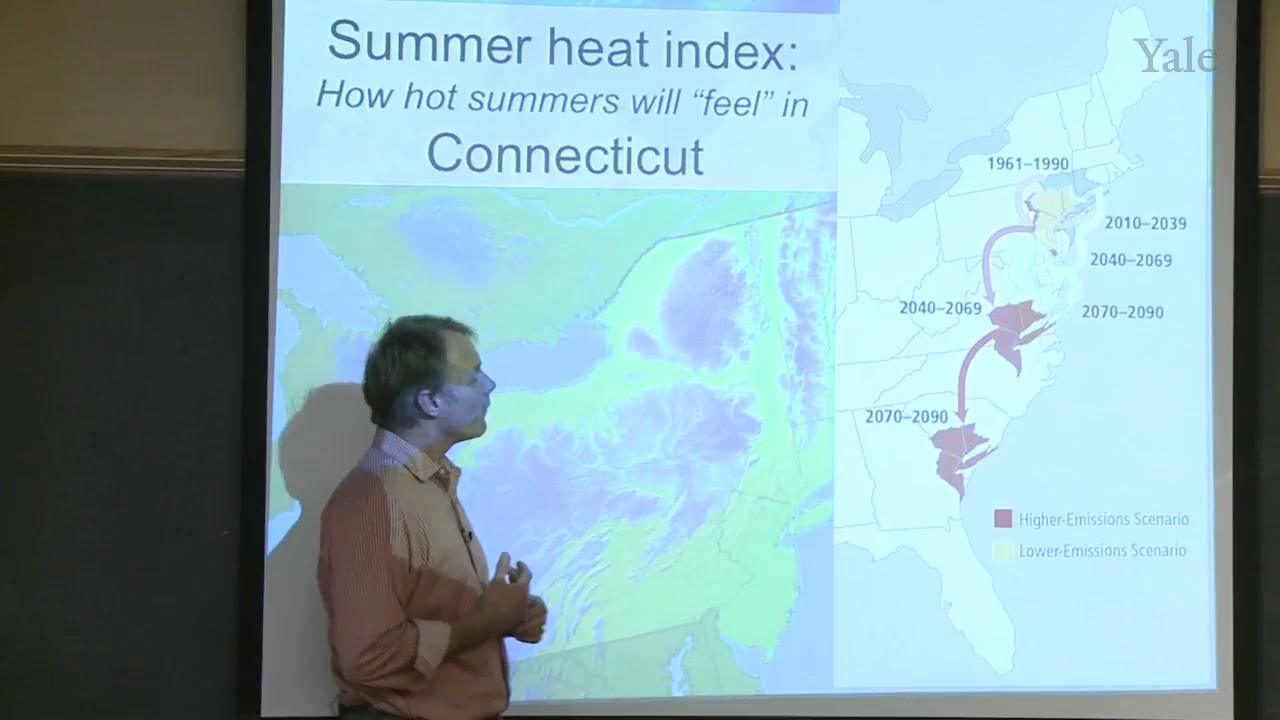 Summer heat index:
How hot summers will “feel” in
Connecticut
Yale
1961–1990
2010–2039
2040–2069
2040–2069
2070–2090
2070–2090
Higher-Emissions Scenario
Lower-Emissions Scenario